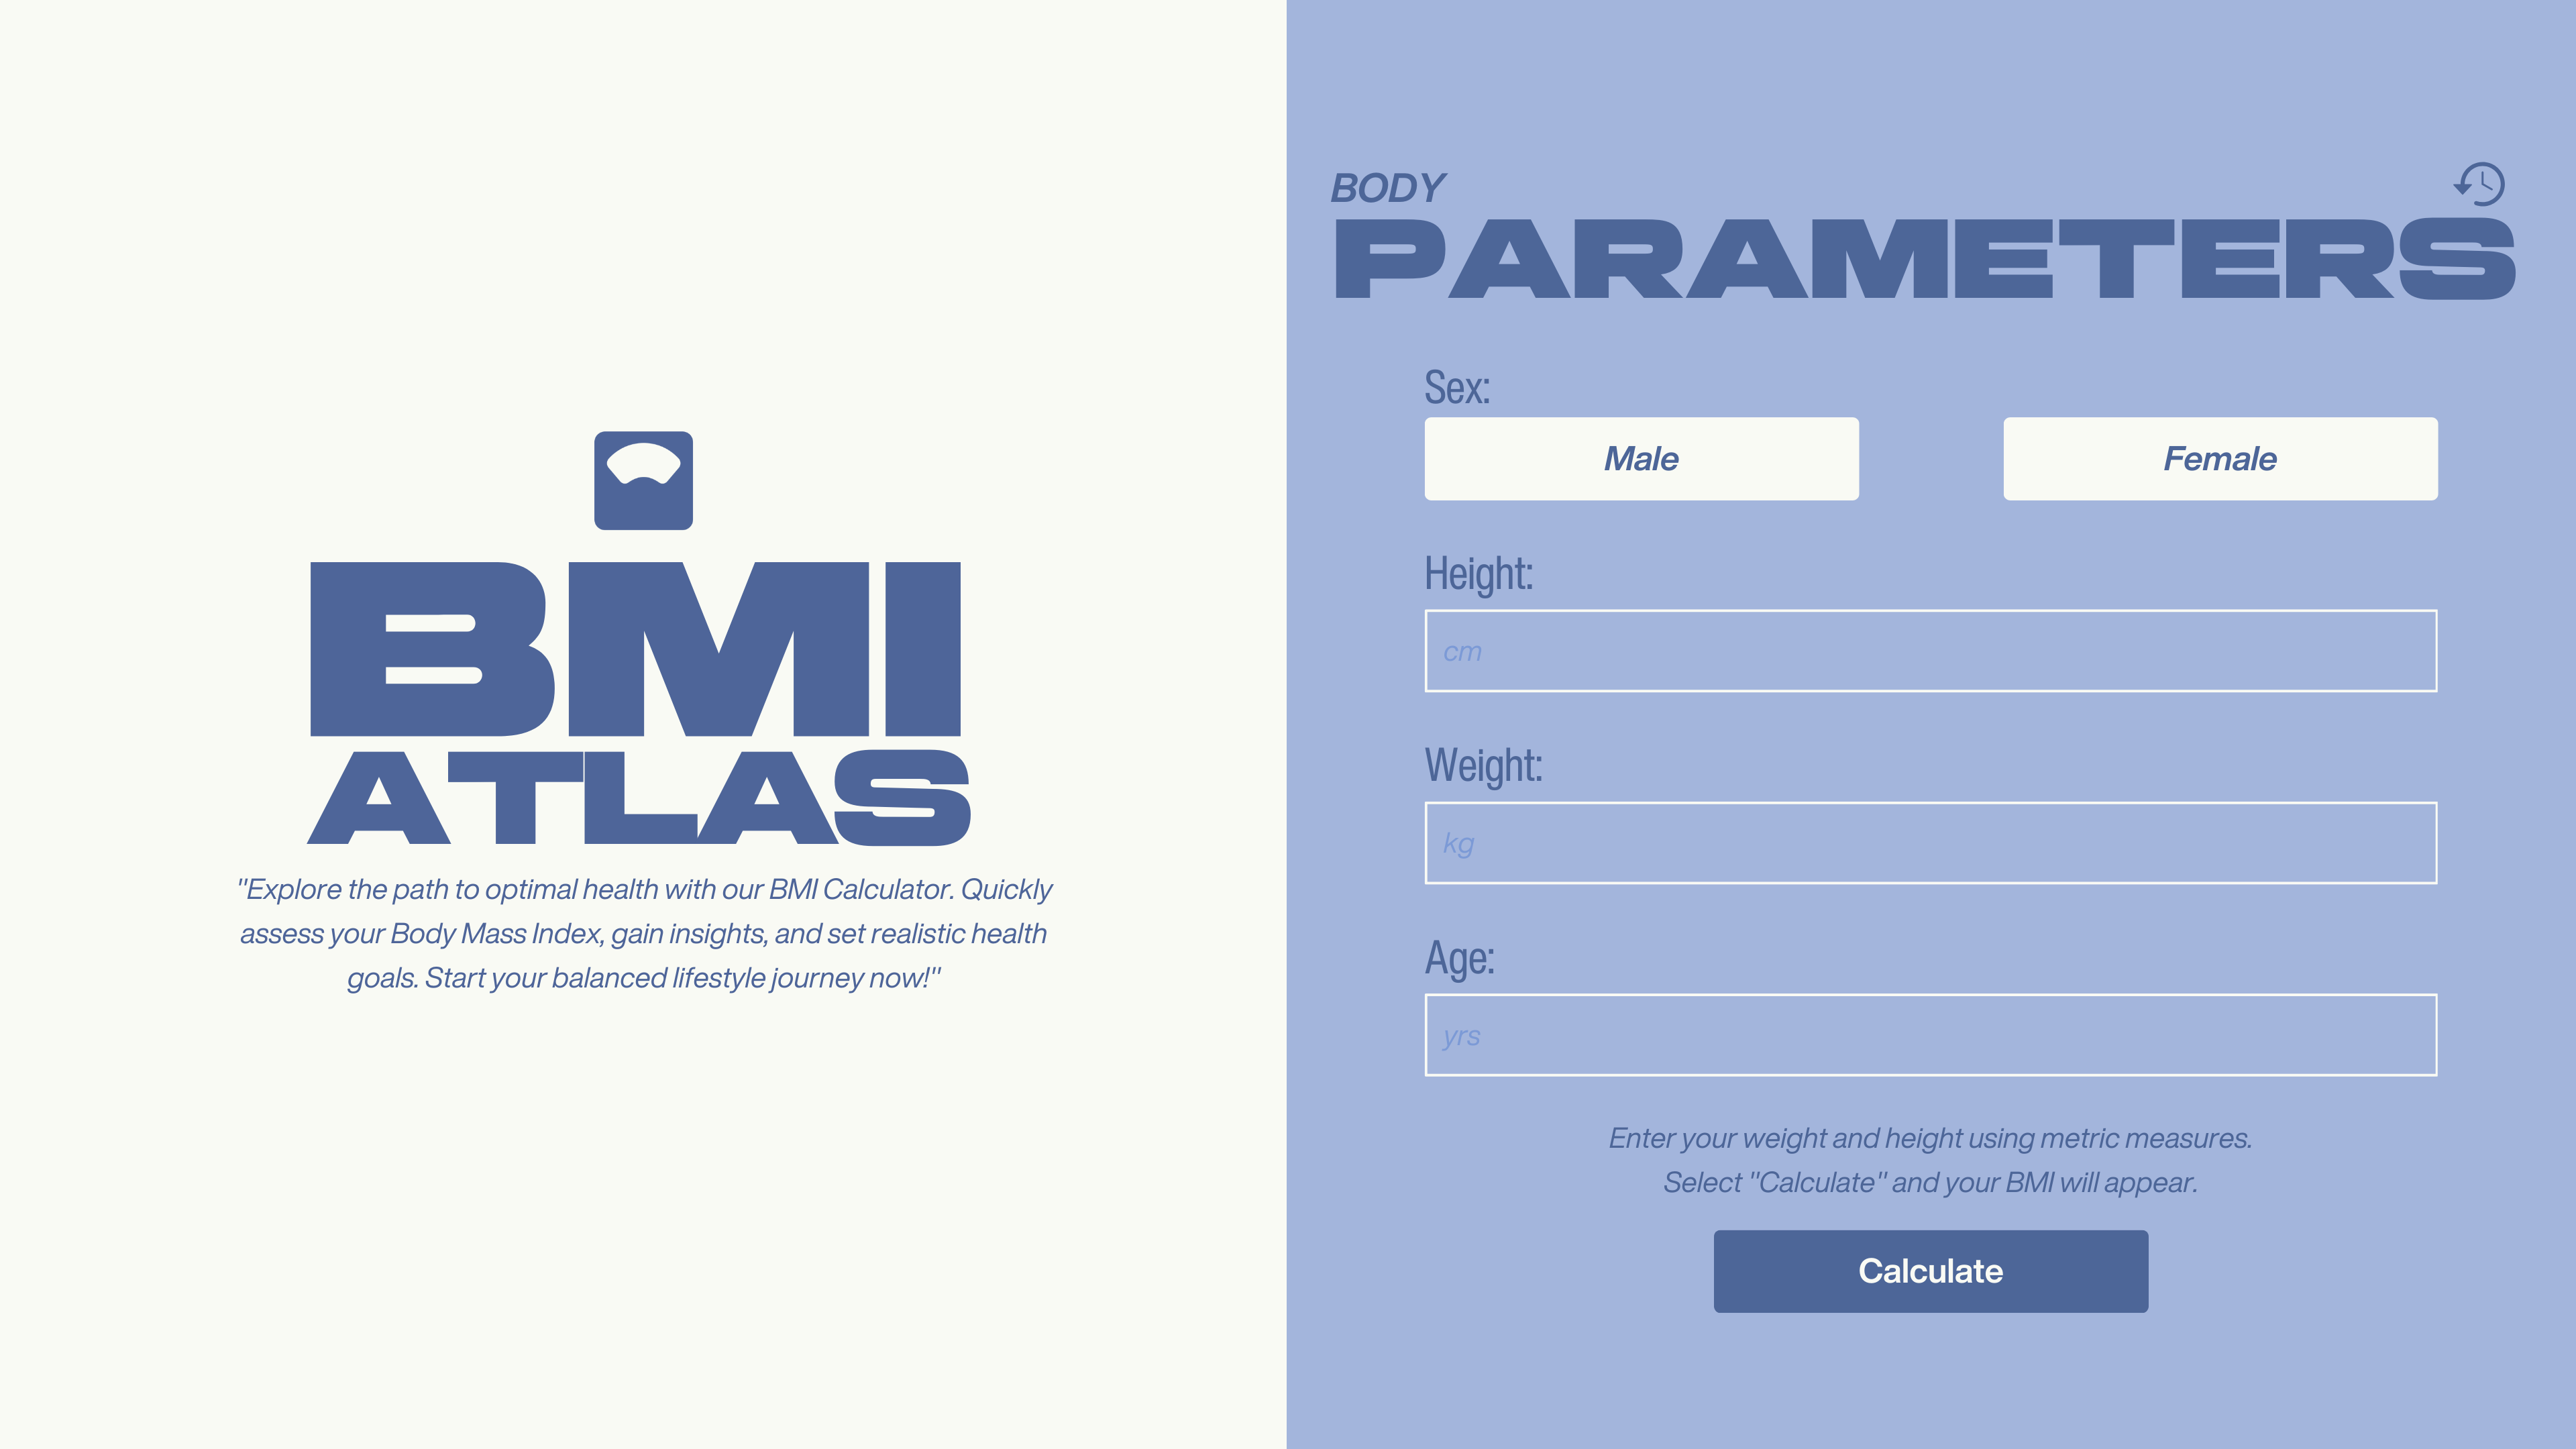 BMI
ATLAS
"Explore the path to optimal health with our BMI Calculator. Quickly
assess your Body Mass Index, gain insights, and set realistic health
goals. Start your balanced lifestyle journey now!"
BODY
PARAMETERS
Sex:
Male
Female
Height:
cm
Weight:
kg
Age:
yrs
Enter your weight and height using metric measures.
Select "Calculate" and your BMI will appear.
Calculate